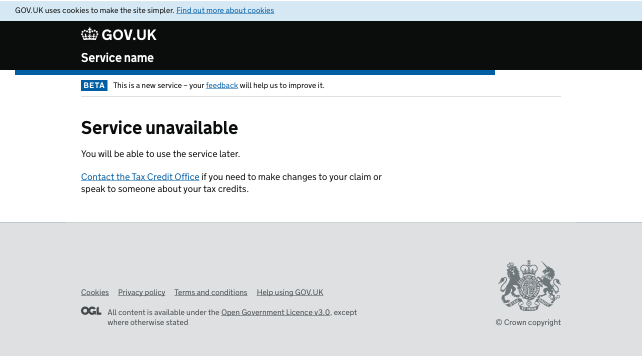 GOV.UK uses cookies to make the site simpler. Find out more about cookies
GOV.UK
Service name
BETA This is a new service – your feedback will help us to improve it.
Service unavailable
You will be able to use the service later.
Contact the Tax Credit Office if you need to make changes to your claim or
speak to someone about your tax credits.
Cookies Privacy policy Terms and conditions Help using GOV.UK
OGL All content is available under the Open Government Licence v3.0, except
where otherwise stated
© Crown copyright